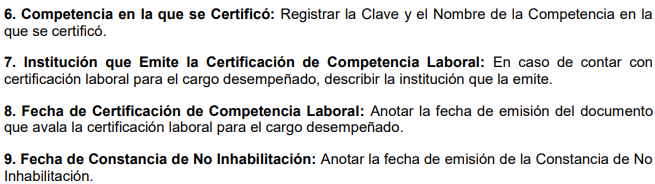 6. Competencia en la que se Certificó: Registrar la Clave y el Nombre de la Competencia en la
que se certificó.
7. Institución que Emite la Certificación de Competencia Laboral: En caso de contar con
certificación laboral para el cargo desempeñado, describir la institución que la emite.
8. Fecha de Certificación de Competencia Laboral: Anotar la fecha de emisión del documento
que avala la certificación laboral para el cargo desempeñado.
9. Fecha de Constancia de No Inhabilitación: Anotar la fecha de emisión de la Constancia de No
Inhabilitación.